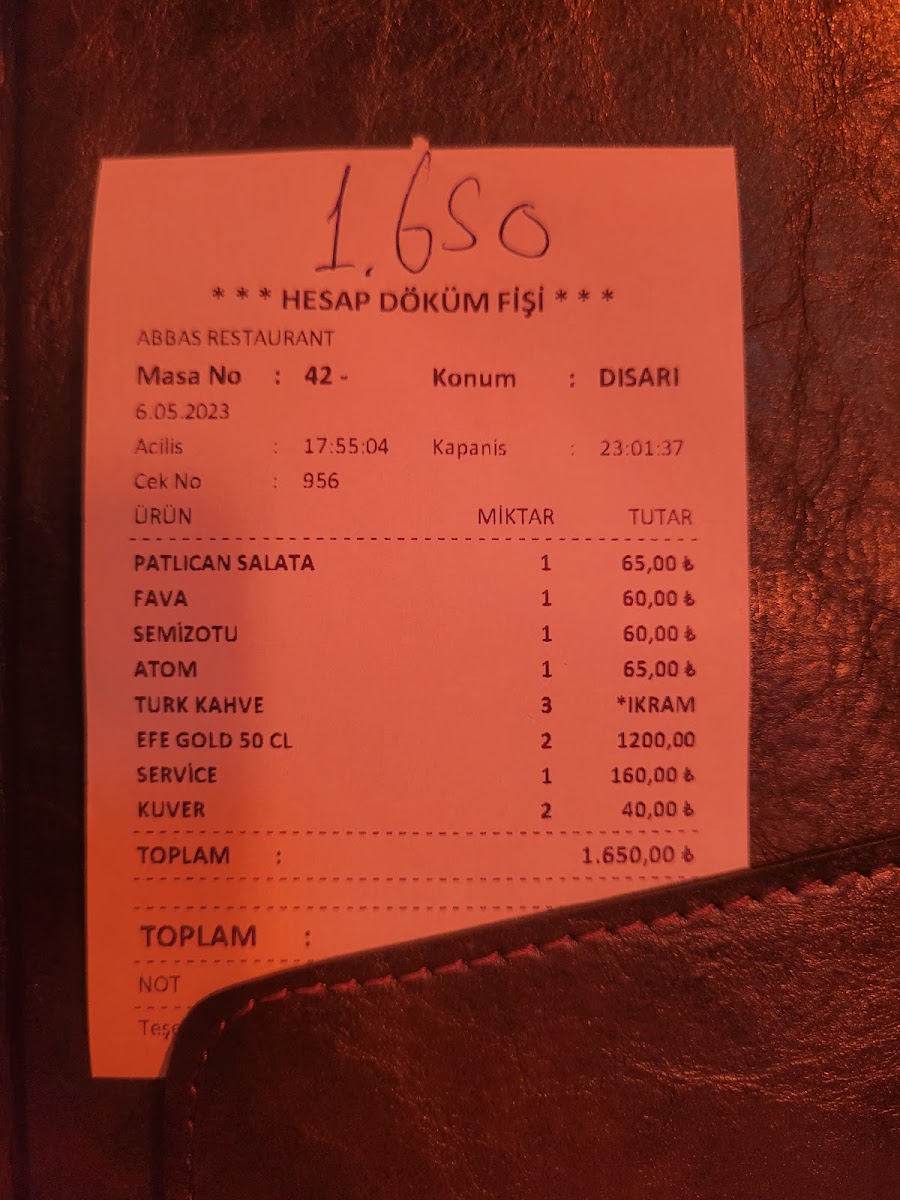 1.650
* * * HESAP DÖKÜM FİŞİ * * *
ABBAS RESTAURANT
Masa No : 42 - Konum : DISARI
6.05.2023
Acilis : 17:55:04 Kapanis : 23:01:37
Cek No : 956
ÜRÜN MİKTAR TUTAR
PATLICAN SALATA 1 65,00 ₺
FAVA 1 60,00 ₺
SEMİZOTU 1 60,00 ₺
ATOM 1 65,00 ₺
TURK KAHVE 3 *IKRAM
EFE GOLD 50 CL 2 1200,00
SERVİCE 1 160,00 ₺
KUVER 2 40,00 ₺
TOPLAM : 1.650,00 ₺
TOPLAM :
NOT